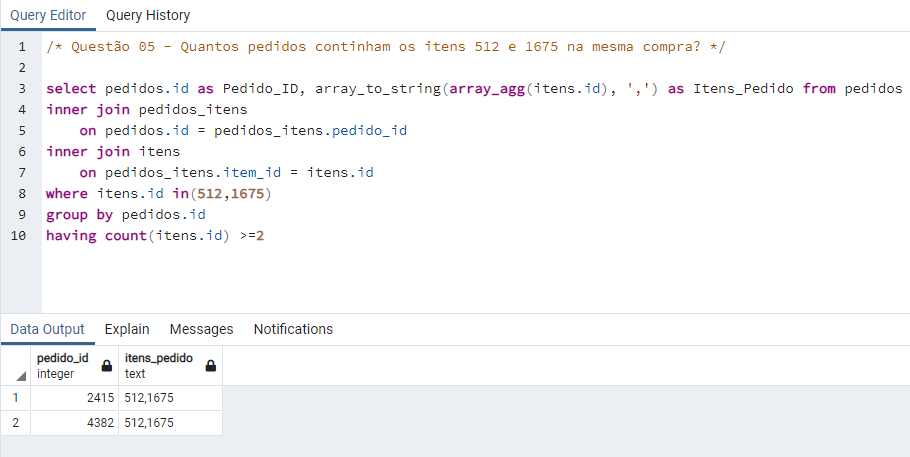 Query Editor Query History
1 /* Questão 05 - Quantos pedidos continham os itens 512 e 1675 na mesma compra? */
2
3 select pedidos.id as Pedido_ID, array_to_string(array_agg(itens.id), ',') as Itens_Pedido from pedidos
4 inner join pedidos_itens
5 on pedidos.id = pedidos_itens.pedido_id
6 inner join itens
7 on pedidos_itens.item_id = itens.id
8 where itens.id in(512,1675)
9 group by pedidos.id
10 having count(itens.id) >=2
Data Output Explain Messages Notifications
pedido_id itens_pedido
integer text
1 2415 512,1675
2 4382 512,1675